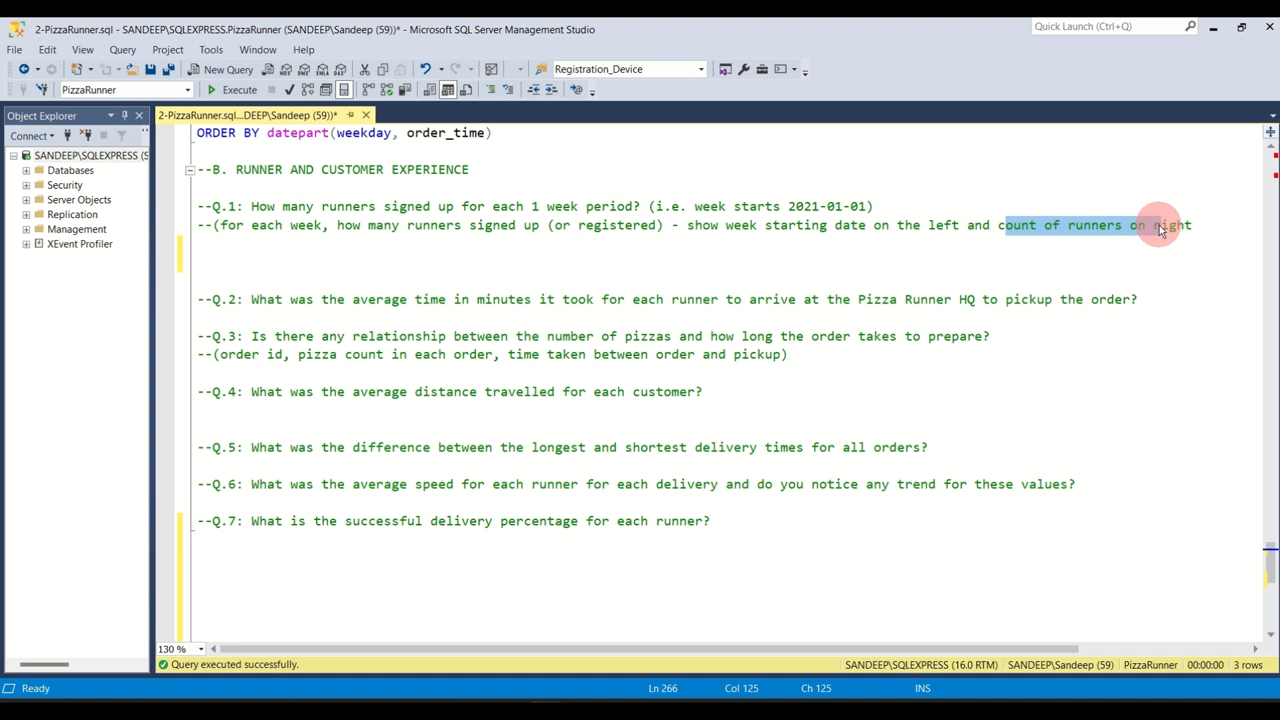 2-PizzaRunner.sql - SANDEEP\SQLEXPRESS.PizzaRunner (SANDEEP\Sandeep (59))* - Microsoft SQL Server Management Studio
Quick Launch (Ctrl+Q)
File Edit View Query Project Tools Window Help
New Query
MDX DMX XMLA DAX
Registration_Device
PizzaRunner
Execute
Object Explorer
2-PizzaRunner.sql...DEEP\Sandeep (59))*
Connect
SANDEEP\SQLEXPRESS (S
Databases
Security
Server Objects
Replication
Management
XEvent Profiler
ORDER BY datepart(weekday, order_time)
--B. RUNNER AND CUSTOMER EXPERIENCE
--Q.1: How many runners signed up for each 1 week period? (i.e. week starts 2021-01-01)
--(for each week, how many runners signed up (or registered) - show week starting date on the left and count of runners on right
--Q.2: What was the average time in minutes it took for each runner to arrive at the Pizza Runner HQ to pickup the order?
--Q.3: Is there any relationship between the number of pizzas and how long the order takes to prepare?
--(order id, pizza count in each order, time taken between order and pickup)
--Q.4: What was the average distance travelled for each customer?
--Q.5: What was the difference between the longest and shortest delivery times for all orders?
--Q.6: What was the average speed for each runner for each delivery and do you notice any trend for these values?
--Q.7: What is the successful delivery percentage for each runner?
130 %
Query executed successfully.
SANDEEP\SQLEXPRESS (16.0 RTM) SANDEEP\Sandeep (59) PizzaRunner 00:00:00 3 rows
Ready
Ln 266 Col 125 Ch 125 INS